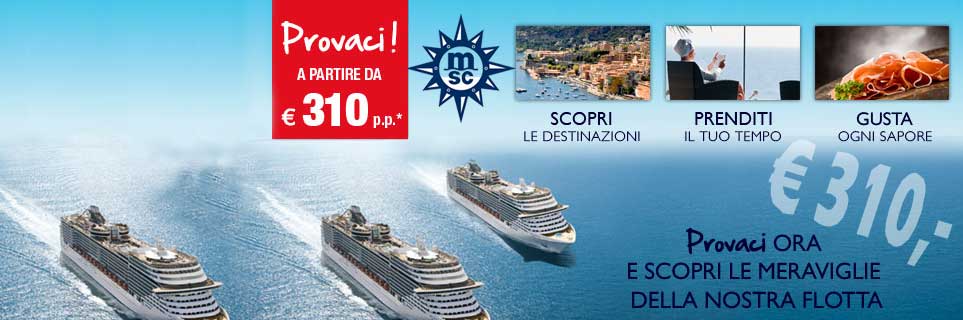 Provaci!
A PARTIRE DA
€ 310 p.p.*
m
sc
SCOPRI
LE DESTINAZIONI
PRENDITI
IL TUO TEMPO
GUSTA
OGNI SAPORE
€ 310,-
Provaci ORA
E SCOPRI LE MERAVIGLIE
DELLA NOSTRA FLOTTA